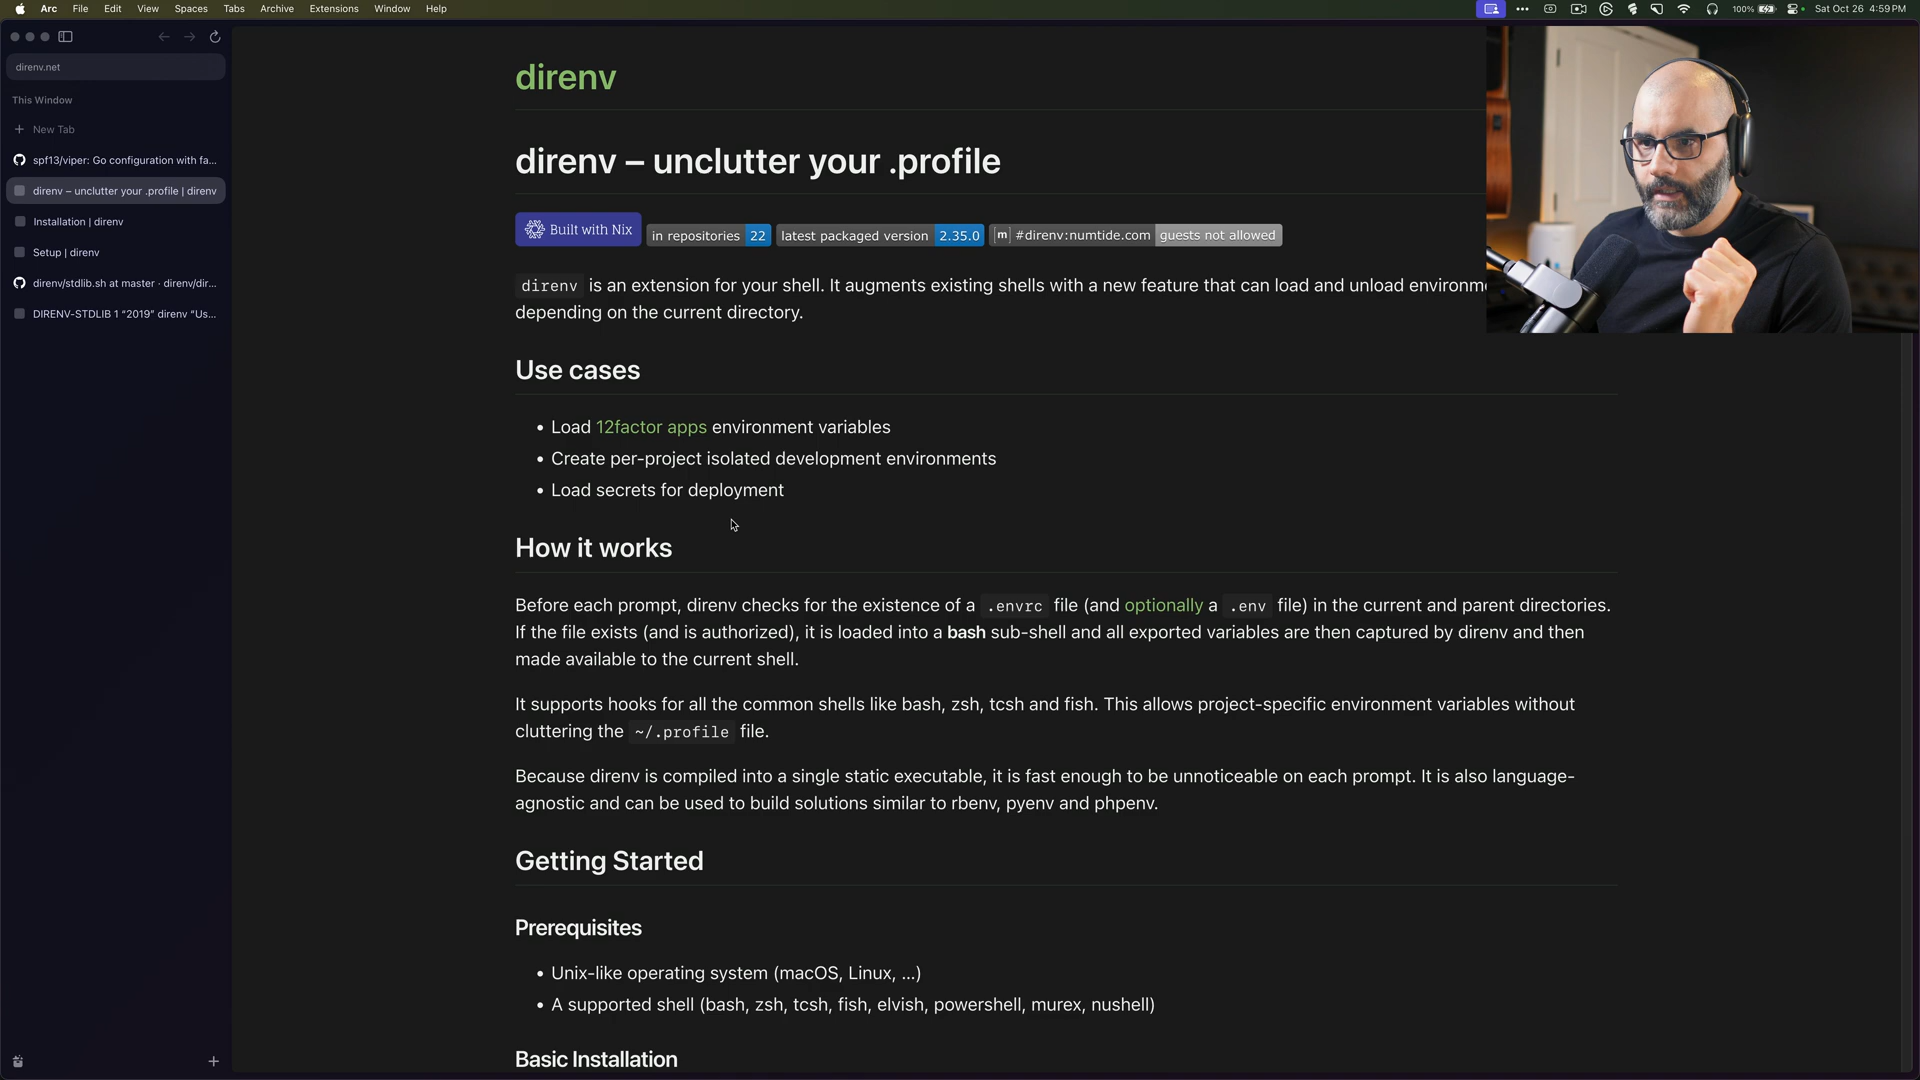 Arc File Edit View Spaces Tabs Archive Extensions Window Help
100% Sat Oct 26 4:59 PM
direnv.net
This Window
New Tab
spf13/viper: Go configuration with fa...
direnv – unclutter your .profile | direnv
Installation | direnv
Setup | direnv
direnv/stdlib.sh at master · direnv/dir...
DIRENV-STDLIB 1 “2019” direnv “Us...
direnv
direnv – unclutter your .profile
Built with Nix in repositories 22 latest packaged version 2.35.0 [m] #direnv:numtide.com guests not allowed
direnv is an extension for your shell. It augments existing shells with a new feature that can load and unload environm
depending on the current directory.
Use cases
• Load 12factor apps environment variables
• Create per-project isolated development environments
• Load secrets for deployment
How it works
Before each prompt, direnv checks for the existence of a .envrc file (and optionally a .env file) in the current and parent directories.
If the file exists (and is authorized), it is loaded into a bash sub-shell and all exported variables are then captured by direnv and then
made available to the current shell.
It supports hooks for all the common shells like bash, zsh, tcsh and fish. This allows project-specific environment variables without
cluttering the ~/.profile file.
Because direnv is compiled into a single static executable, it is fast enough to be unnoticeable on each prompt. It is also language-
agnostic and can be used to build solutions similar to rbenv, pyenv and phpenv.
Getting Started
Prerequisites
• Unix-like operating system (macOS, Linux, ...)
• A supported shell (bash, zsh, tcsh, fish, elvish, powershell, murex, nushell)
Basic Installation